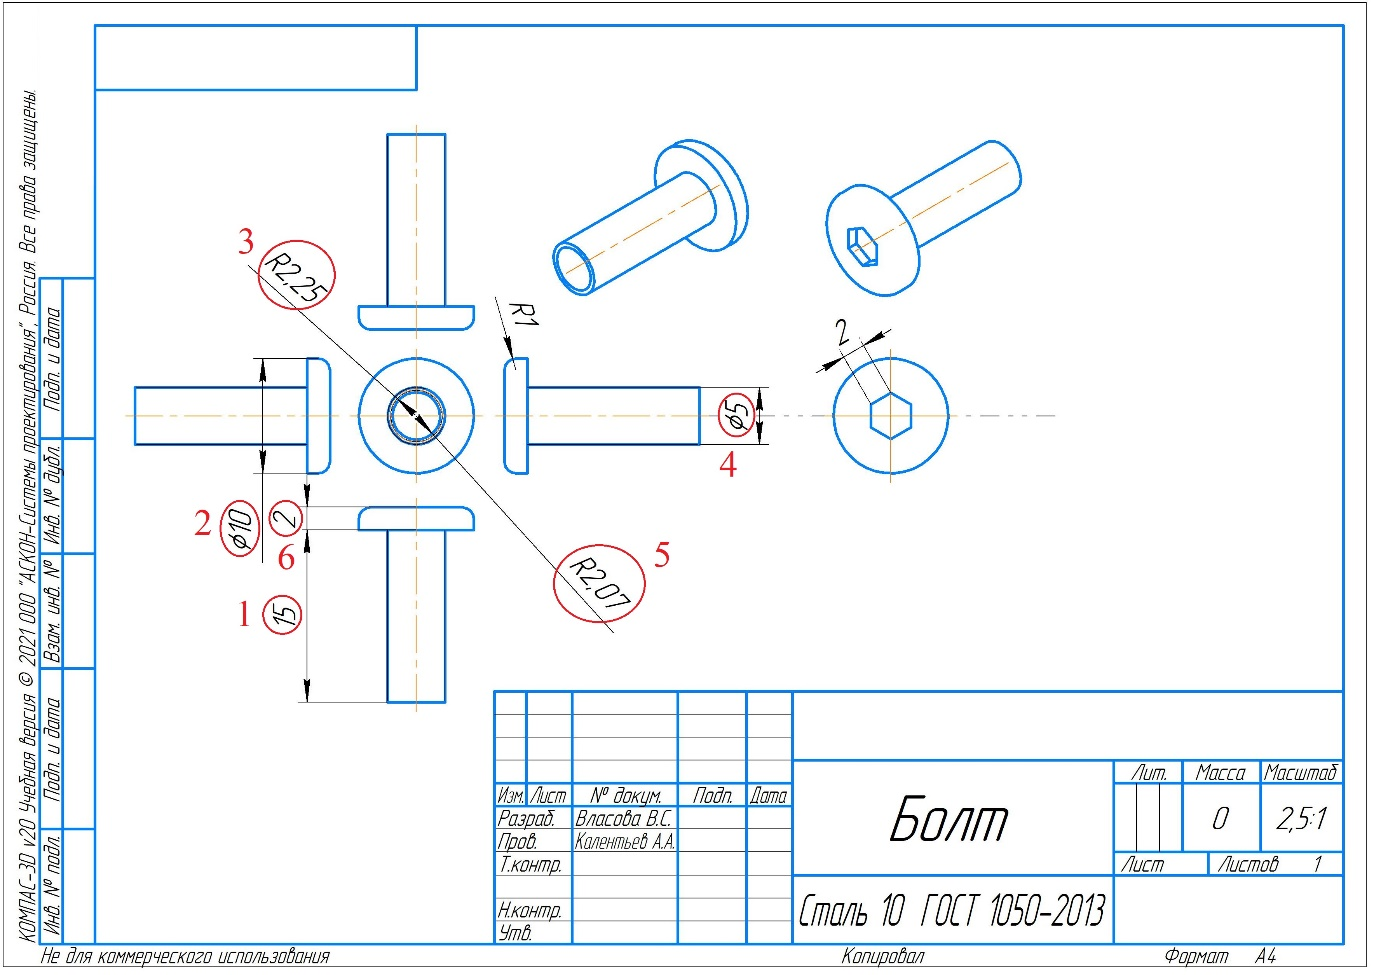 3
R2,25
R1
2
⌀5
4
2
⌀10
2
6
1
15
5
R2,07
Изм.
Лист
№ докум.
Подп.
Дата
Разраб.
Власова В.С.
Пров.
Калентьев А.А.
Т.контр.
Н.контр.
Утв.
Болт
Сталь 10 ГОСТ 1050-2013
Лит.
Масса
Масштаб
0
2,5:1
Лист
Листов 1
КОМПАС-3D v20 Учебная версия © 2021 ООО "АСКОН-Системы проектирования", Россия. Все права защищены.
Подп. и дата
Инв. № дубл.
Взам. инв. №
Подп. и дата
Инв. № подл.
Не для коммерческого использования
Копировал
Формат А4